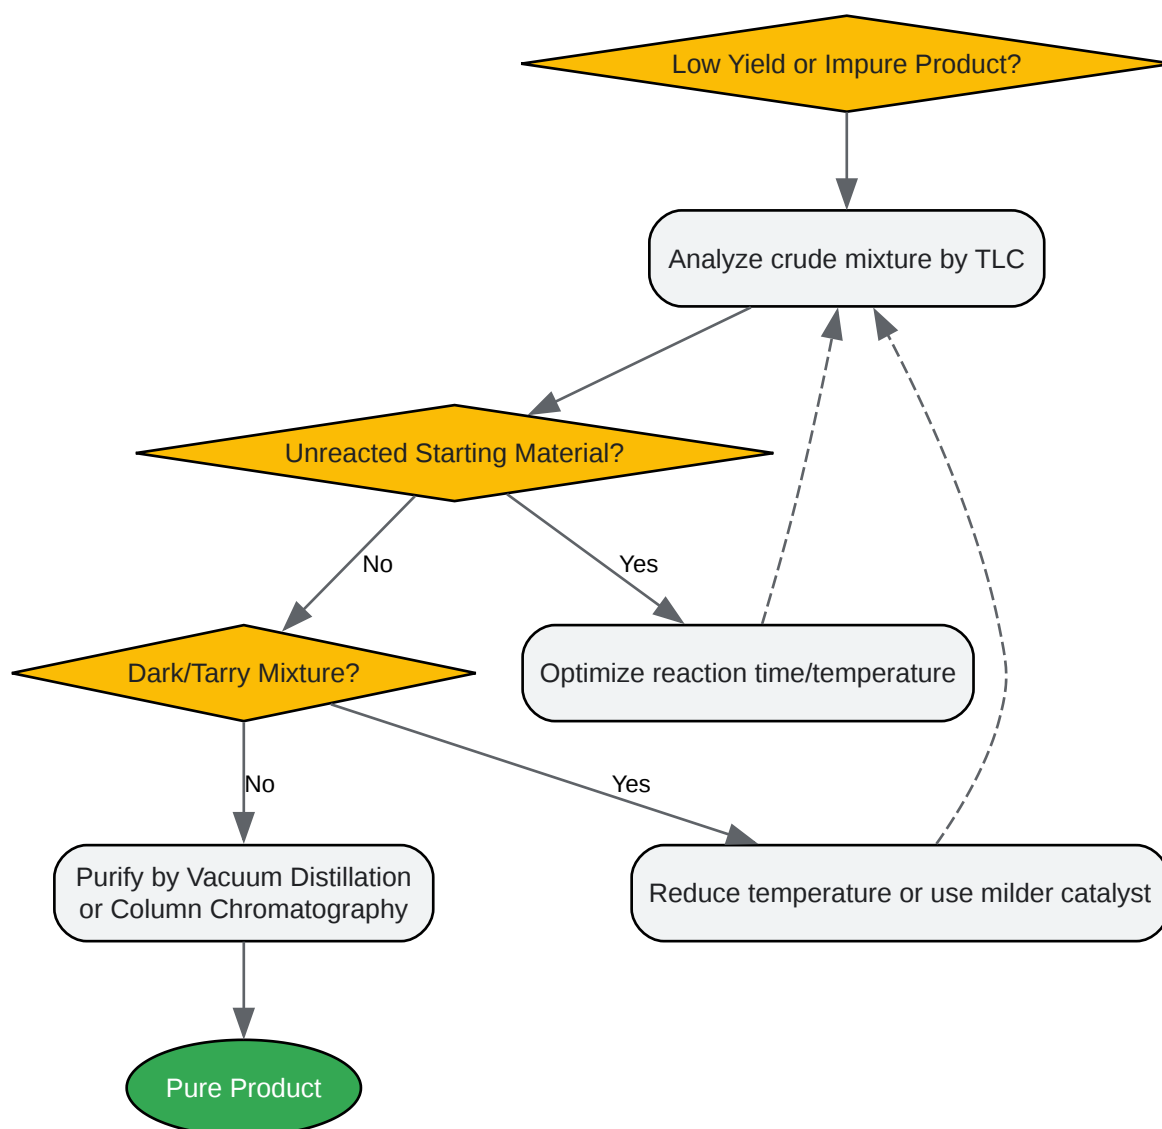 Low Yield or Impure Product?
Analyze crude mixture by TLC
Unreacted Starting Material?
No
Yes
Dark/Tarry Mixture?
Optimize reaction time/temperature
No
Yes
Purify by Vacuum Distillation
or Column Chromatography
Reduce temperature or use milder catalyst
Pure Product